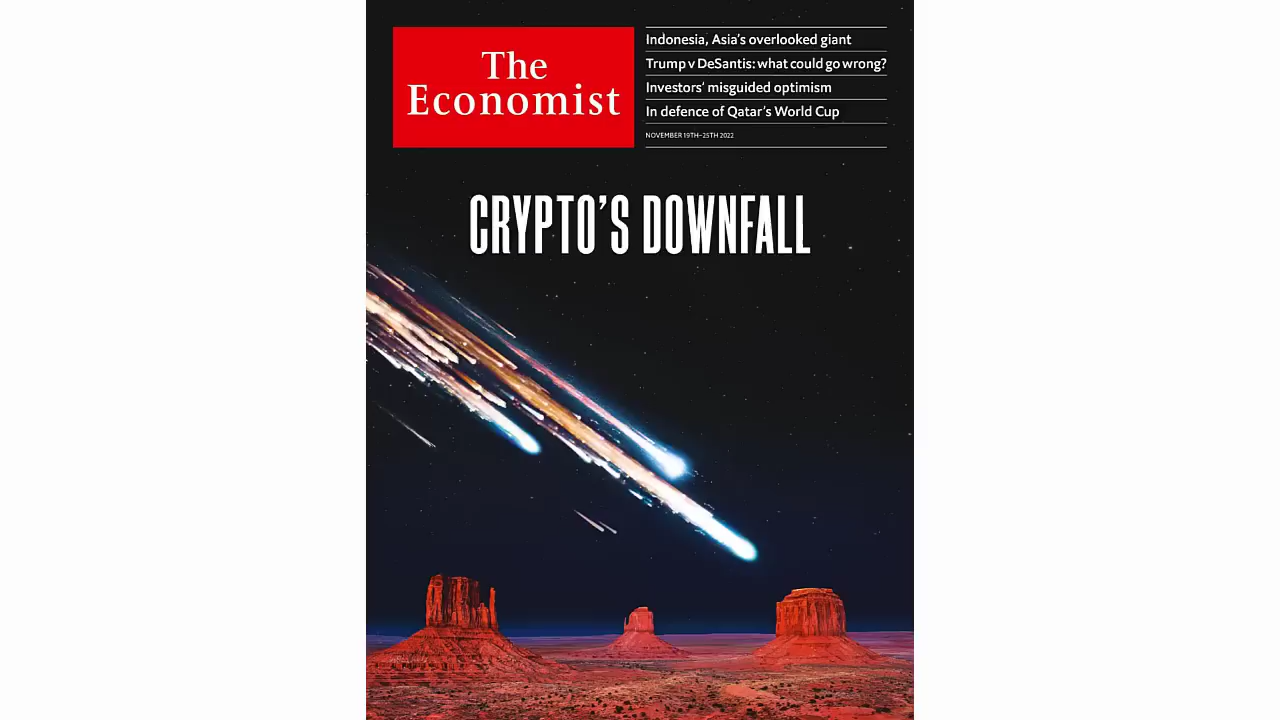 The
Economist
Indonesia, Asia's overlooked giant
Trump v DeSantis: what could go wrong?
Investors' misguided optimism
In defence of Qatar's World Cup
NOVEMBER 19TH–25TH 2022
CRYPTO'S DOWNFALL